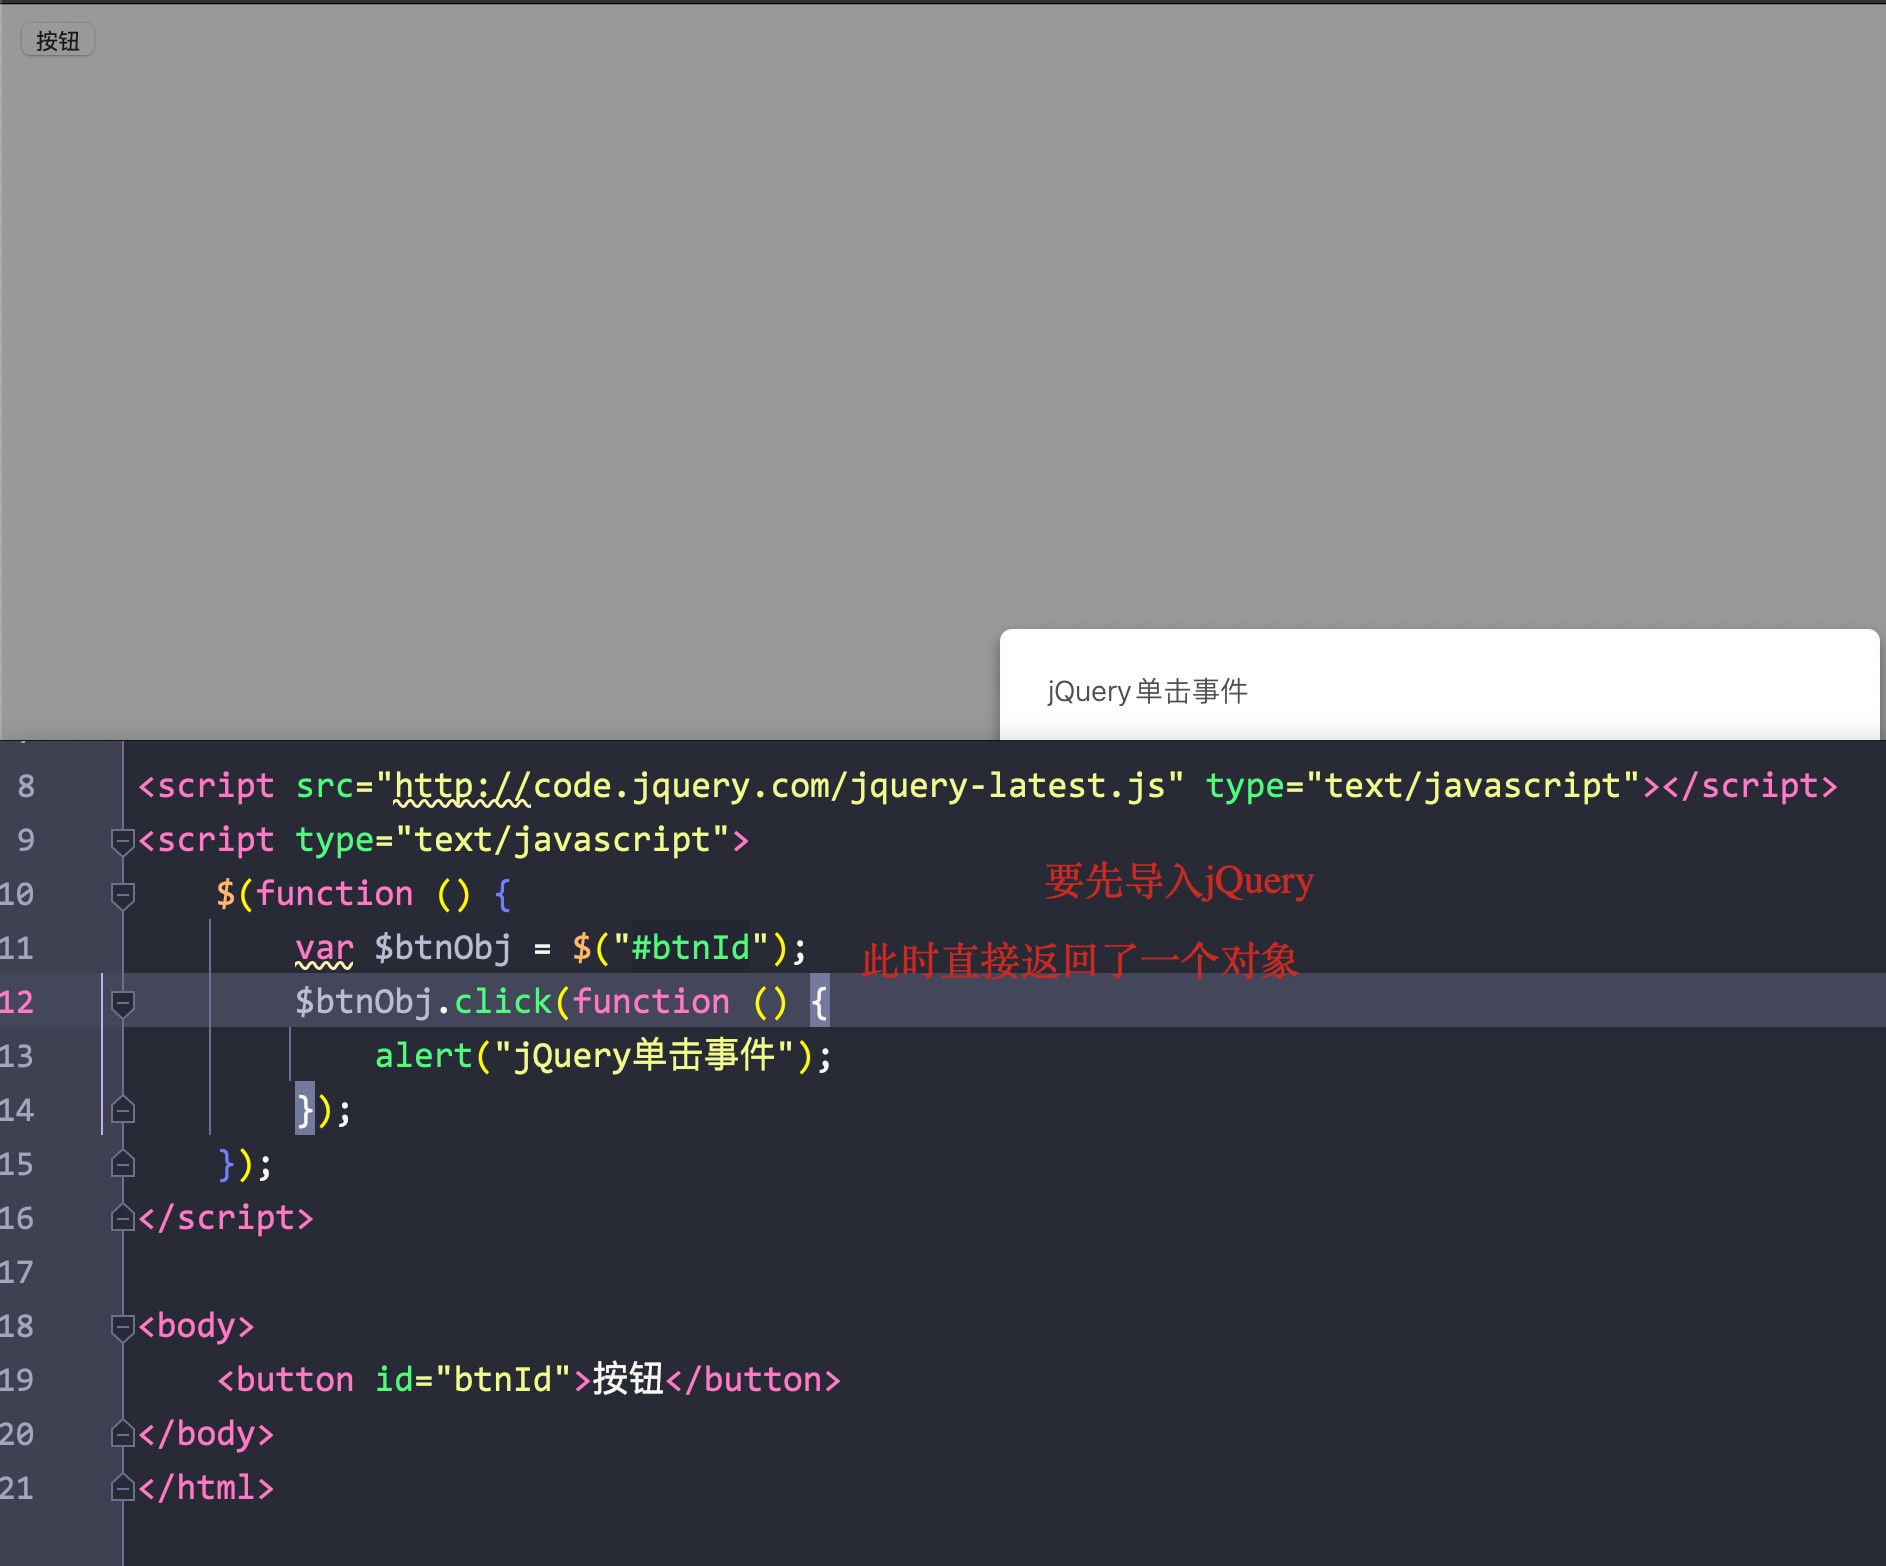 按钮
jQuery单击事件
8 <script src="http://code.jquery.com/jquery-latest.js" type="text/javascript"></script>
9 <script type="text/javascript">
要先导入jQuery
10 $(function () {
11 var $btnObj = $("#btnId");
此时直接返回了一个对象
12 $btnObj.click(function () {
13 alert("jQuery单击事件");
14 });
15 });
16 </script>
17
18 <body>
19 <button id="btnId">按钮</button>
20 </body>
21 </html>